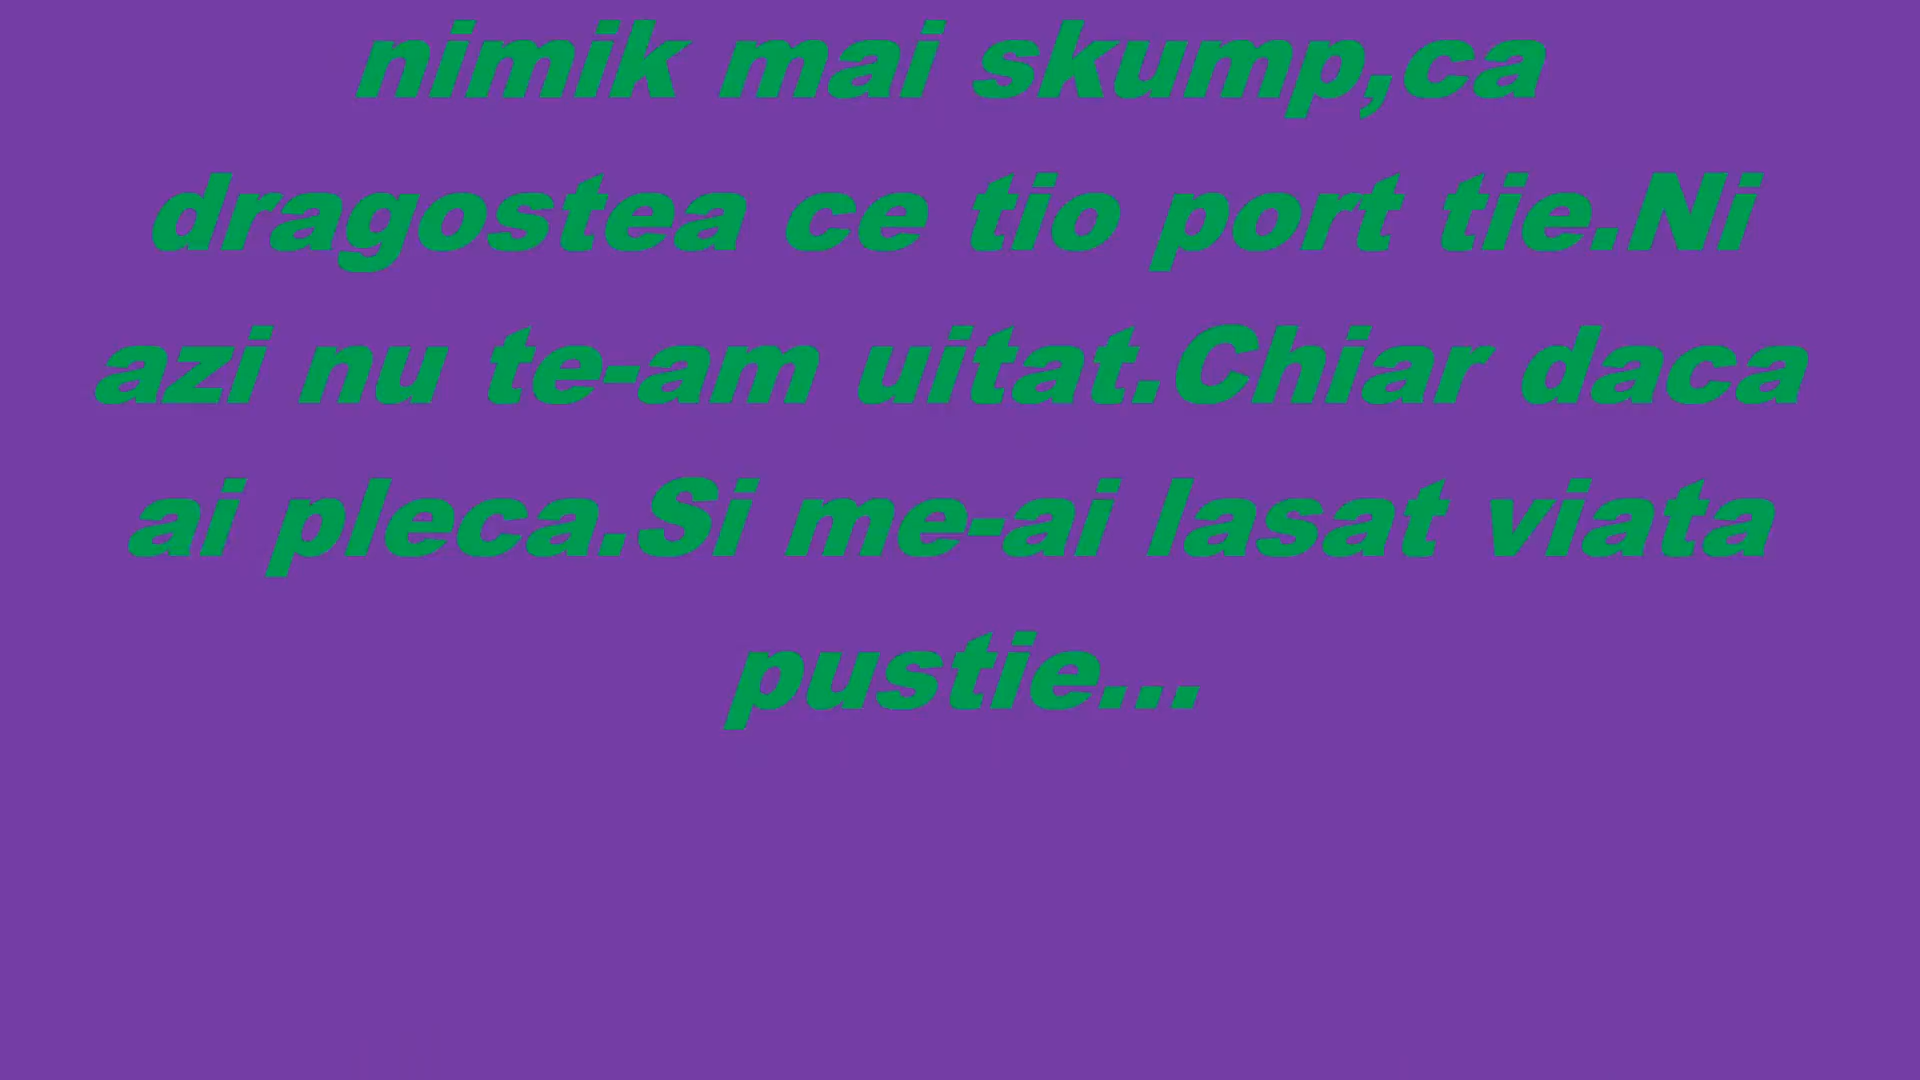 nimik mai skump,ca
dragostea ce tio port tie.Ni
azi nu te-am uitat.Chiar daca
ai pleca.Si me-ai lasat viata
pustie...